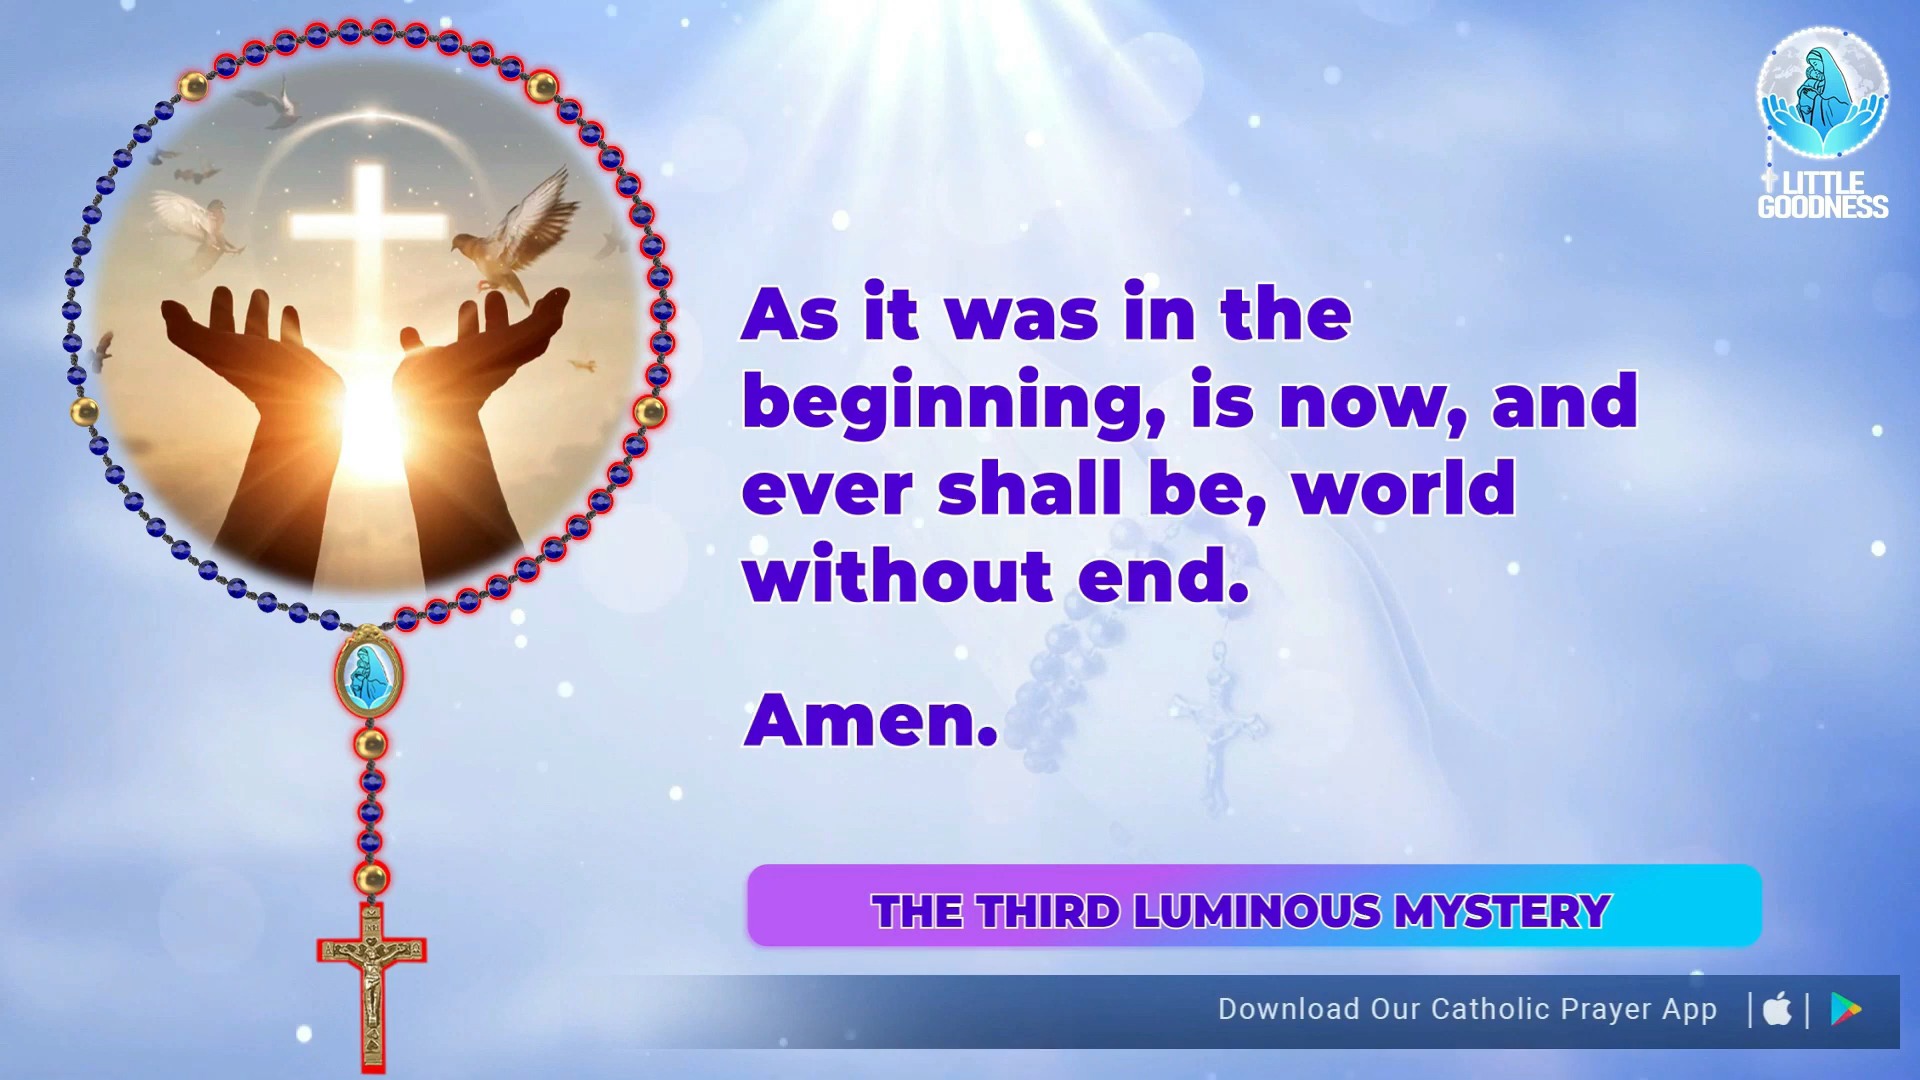 LITTLE
GOODNESS
As it was in the
beginning, is now, and
ever shall be, world
without end.
Amen.
THE THIRD LUMINOUS MYSTERY
Download Our Catholic Prayer App
INRI